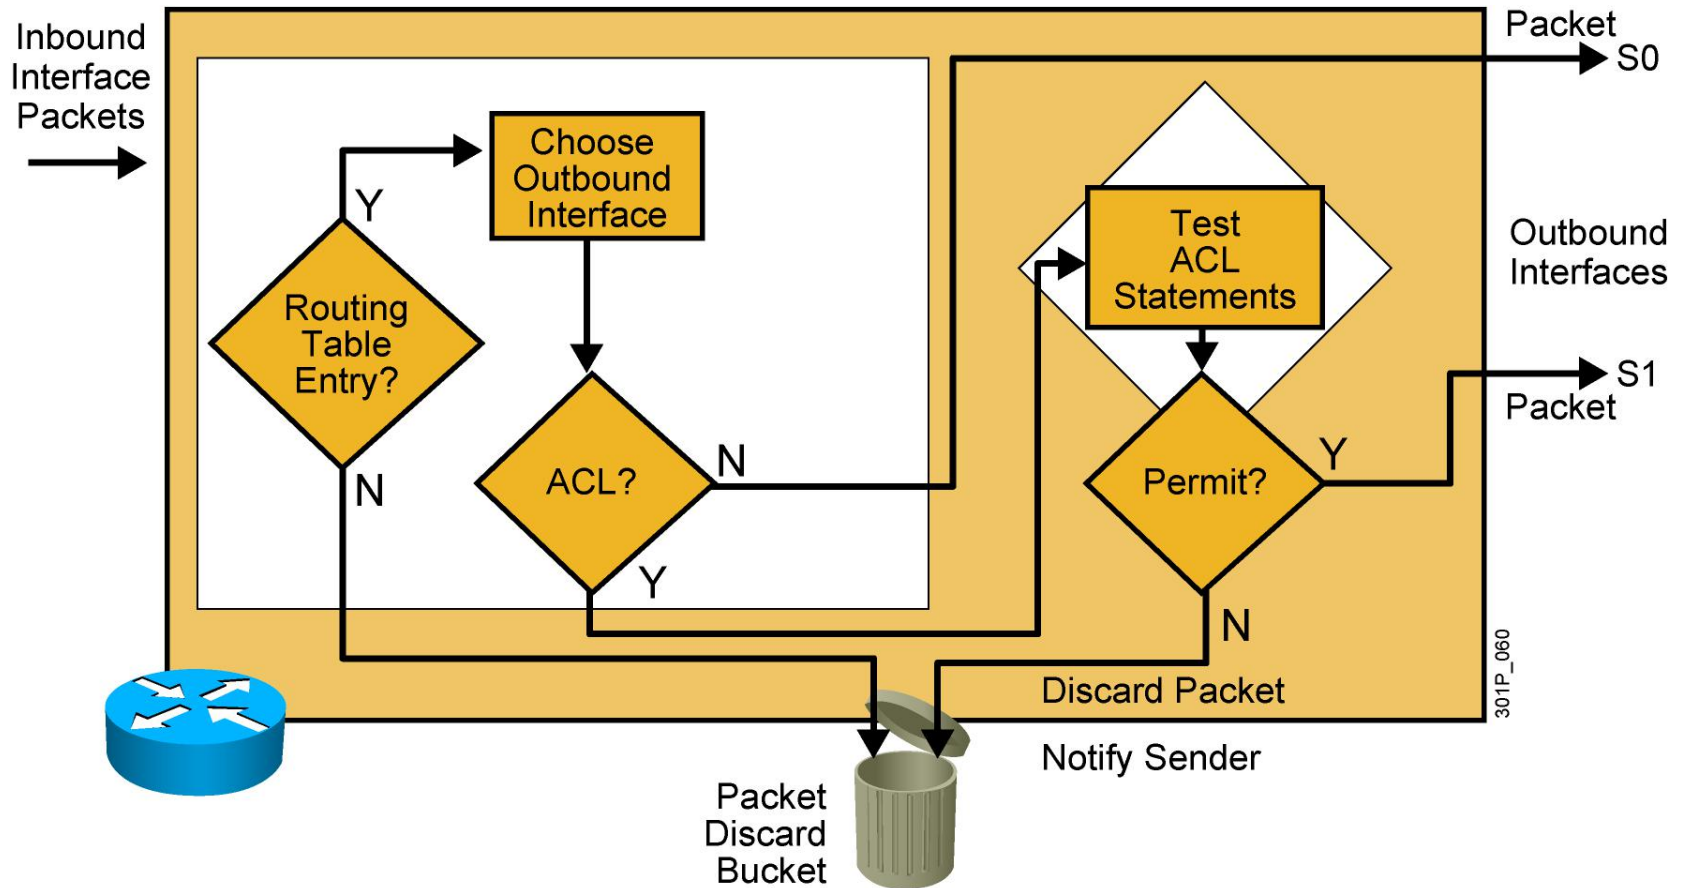 Inbound
Interface
Packets
Packet
S0
Choose
Outbound
Interface
Y
Routing
Table
Entry?
N
ACL?
N
Y
Test
ACL
Statements
Outbound
Interfaces
S1
Packet
Permit?
Y
N
Discard Packet
Notify Sender
Packet
Discard
Bucket
301P_060